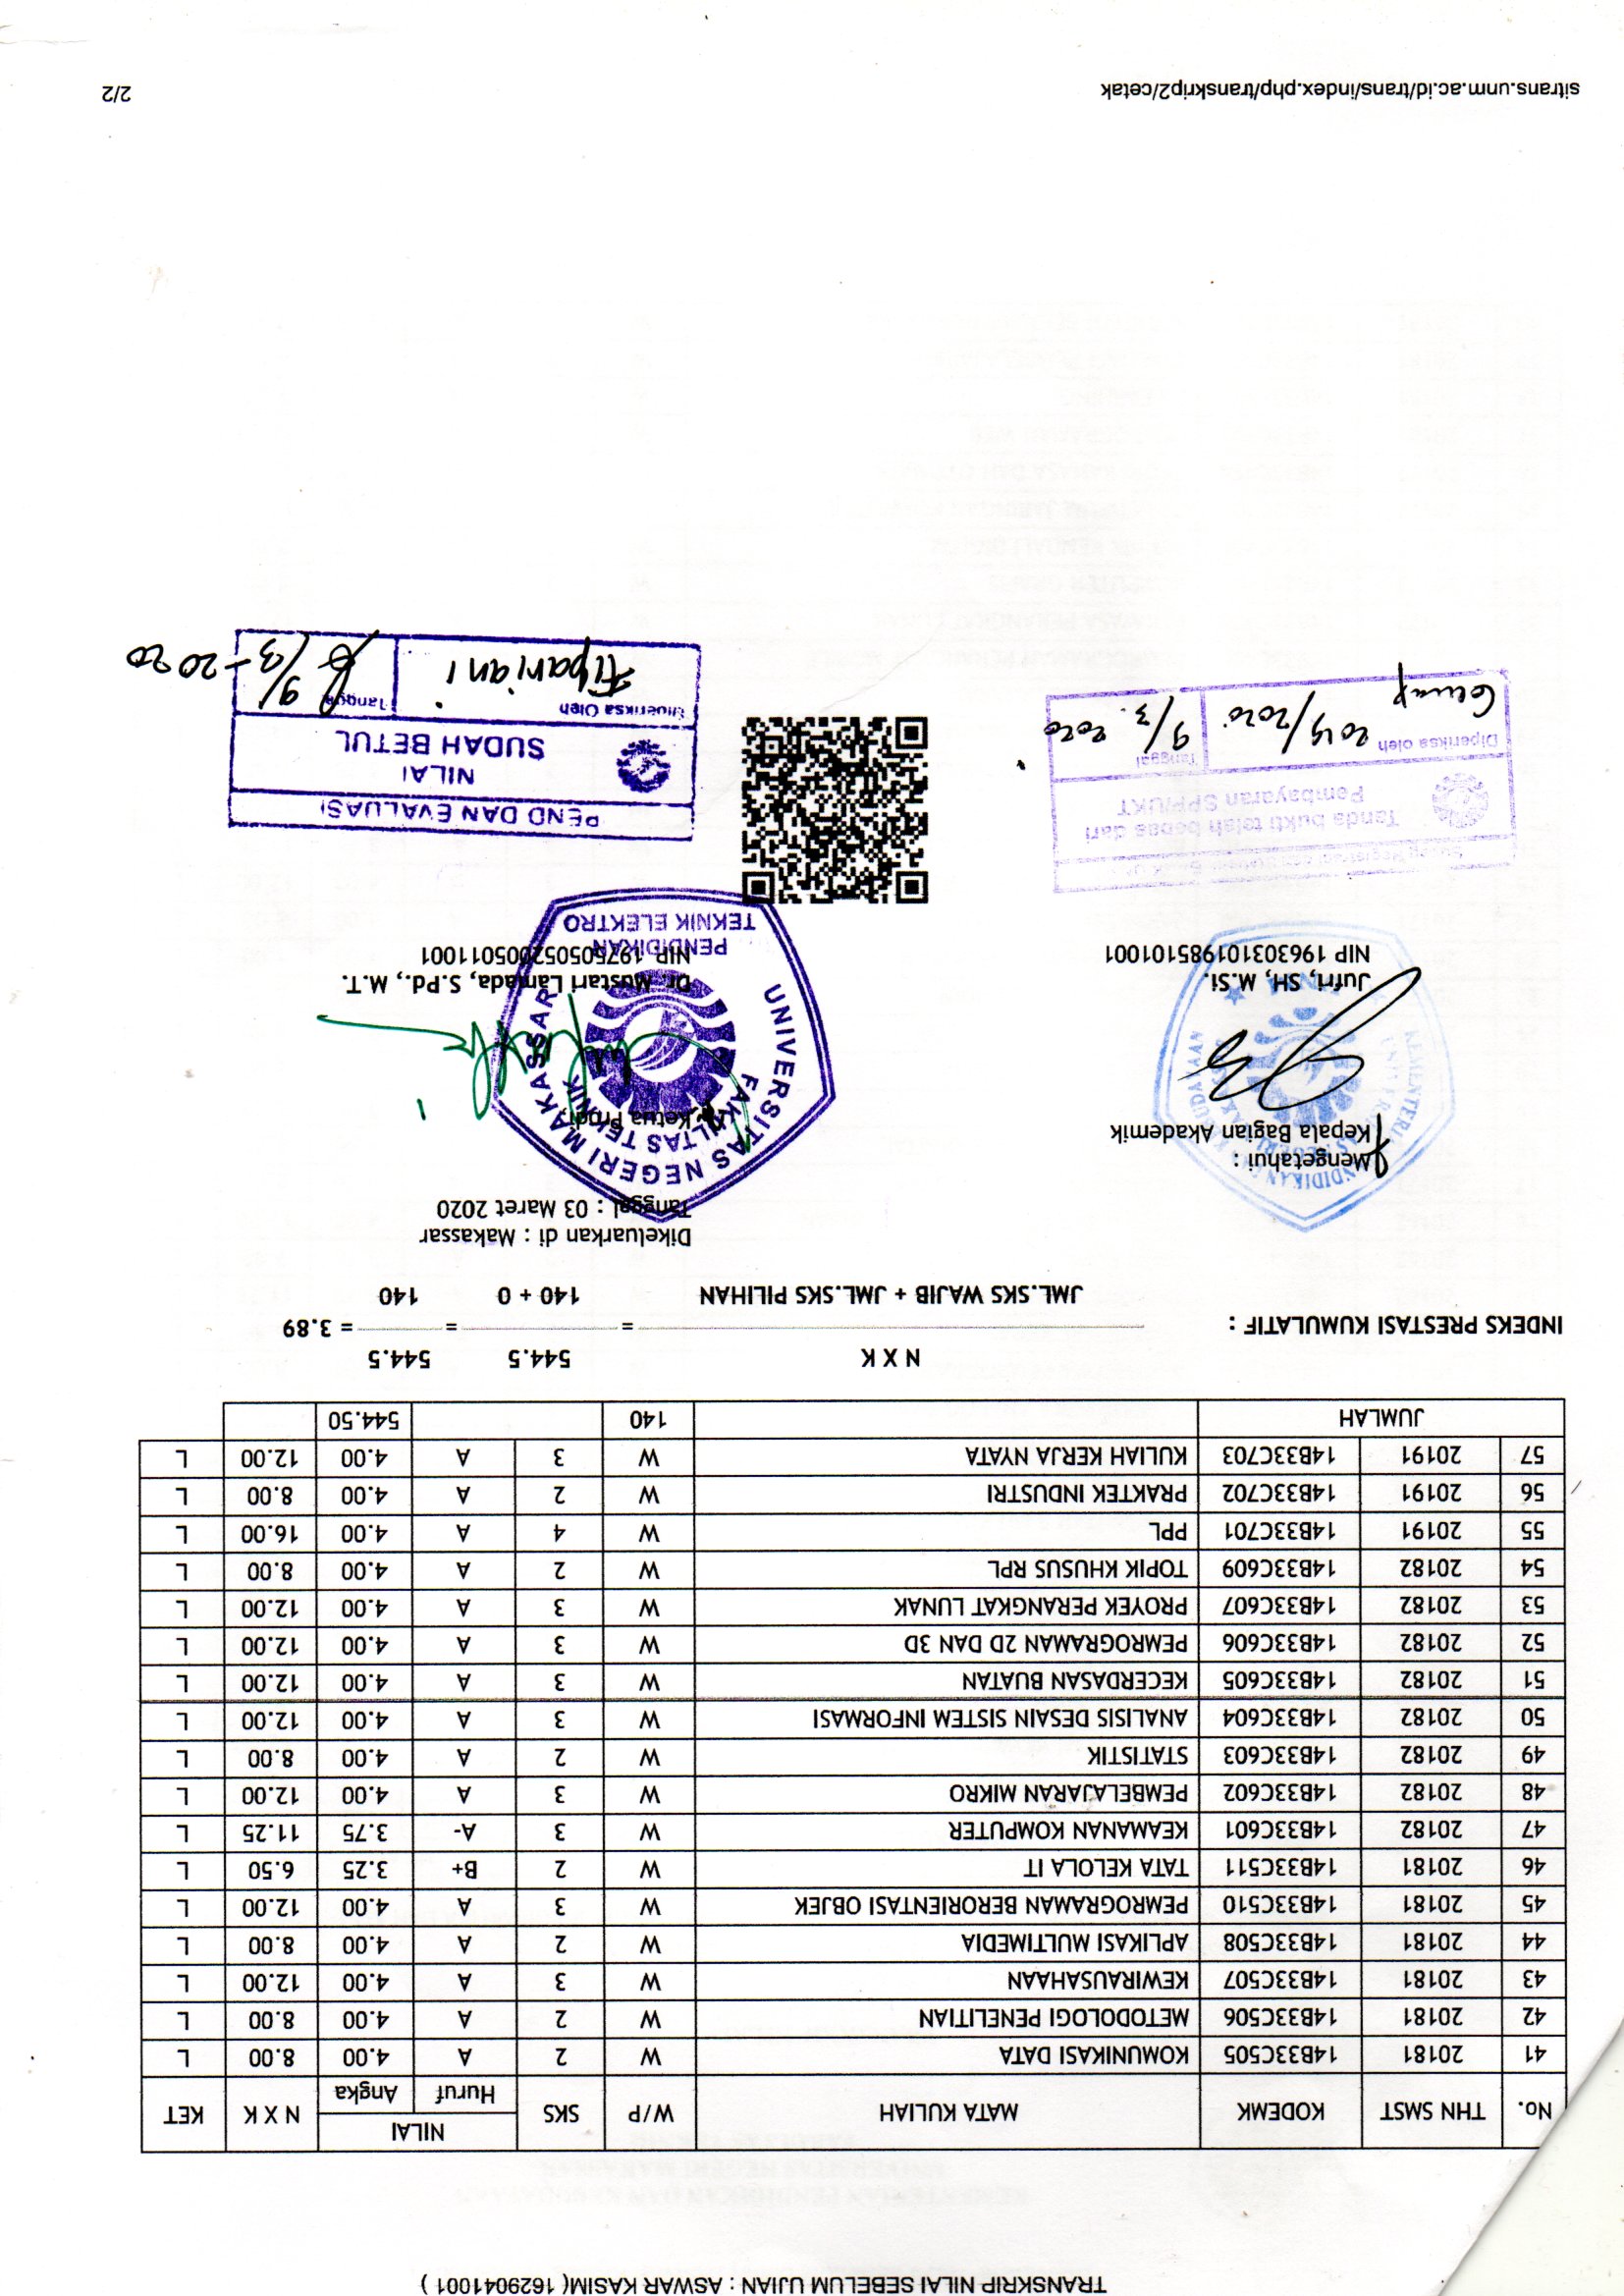 TRANSKRIP NILAI SEBELUM UJIAN : ASWAR KASIM( 1629041001 )
No. THN SMST KODEMK MATA KULIAH W/P SKS NILAI N X K KET
Huruf Angka
41 20181 14B33C505 KOMUNIKASI DATA W 2 A 4.00 8.00 L
42 20181 14B33C506 METODOLOGI PENELITIAN W 2 A 4.00 8.00 L
43 20181 14B33C507 KEWIRAUSAHAAN W 3 A 4.00 12.00 L
44 20181 14B33C508 APLIKASI MULTIMEDIA W 2 A 4.00 8.00 L
45 20181 14B33C510 PEMROGRAMAN BERORIENTASI OBJEK W 3 A 4.00 12.00 L
46 20181 14B33C511 TATA KELOLA IT W 2 B+ 3.25 6.50 L
47 20182 14B33C601 KEAMANAN KOMPUTER W 3 A- 3.75 11.25 L
48 20182 14B33C602 PEMBELAJARAN MIKRO W 3 A 4.00 12.00 L
49 20182 14B33C603 STATISTIK W 2 A 4.00 8.00 L
50 20182 14B33C604 ANALISIS DESAIN SISTEM INFORMASI W 3 A 4.00 12.00 L
51 20182 14B33C605 KECERDASAN BUATAN W 3 A 4.00 12.00 L
52 20182 14B33C606 PEMROGRAMAN 2D DAN 3D W 3 A 4.00 12.00 L
53 20182 14B33C607 PROYEK PERANGKAT LUNAK W 3 A 4.00 12.00 L
54 20182 14B33C609 TOPIK KHUSUS RPL W 2 A 4.00 8.00 L
55 20191 14B33C701 PPL W 4 A 4.00 16.00 L
56 20191 14B33C702 PRAKTEK INDUSTRI W 2 A 4.00 8.00 L
57 20191 14B33C703 KULIAH KERJA NYATA W 3 A 4.00 12.00 L
JUMLAH 140 544.50
N X K 544.5 544.5
INDEKS PRESTASI KUMULATIF : = = = 3.89
JML.SKS WAJIB + JML.SKS PILIHAN 140 + 0 140
Dikeluarkan di : Makassar
Tanggal : 03 Maret 2020
Mengetahui :
Kepala Bagian Akademik
Ketua Prodi,
UNIVERSITAS NEGERI MAKASSAR
FAKULTAS TEKNIK
Jufri, SH, M.Si.
NIP 196303101985101001
Dr. Mustari Lamada, S.Pd., M.T.
NIP. 197505052005011001
PENDIDIKAN
TEKNIK ELEKTRO
Tanda bukti telah bebas dari
Pembayaran SPP/UKT
Diperiksa oleh
2019/2020
Genap
Tanggal
9/3. 2020
PEND DAN EVALUASI
NILAI
SUDAH BETUL
Diperiksa Oleh
Fibariani
Tanggal
9/3-2020
sitrans.unm.ac.id/trans/index.php/transkrip2/cetak
2/2